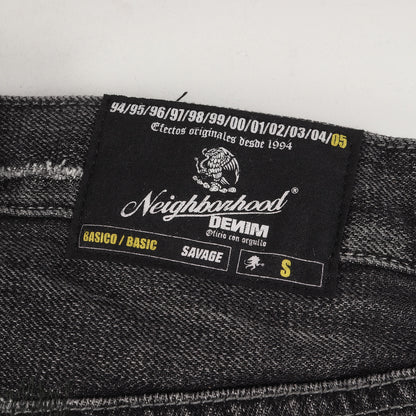 94/95/96/97/98/99/00/01/02/03/04/05
Efectos originales desde 1994
Neighborhood®
DENIM
Oficio con orgullo
BASICO / BASIC SAVAGE S